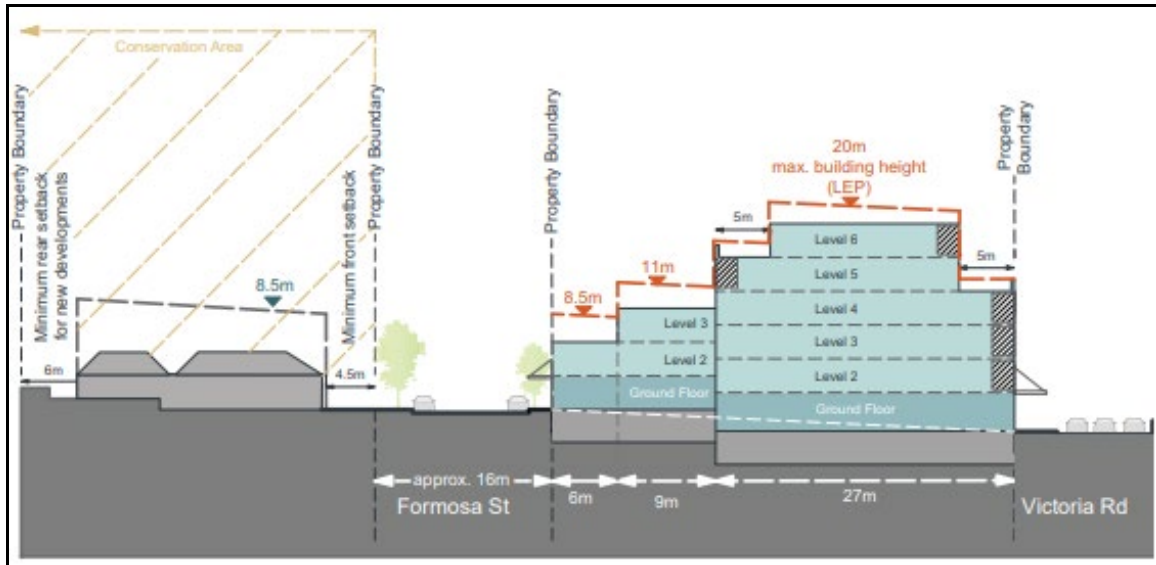 Conservation Area
Property Boundary
Minimum rear setback
for new developments
Minimum front setback
Property Boundary
Property Boundary
Property
Boundary
20m
max. building height
(LEP)
5m
Level 6
5m
Level 5
11m
8.5m
8.5m
Level 4
Level 3
Level 3
Level 2
Level 2
6m
4.5m
Ground Floor
Ground Floor
approx. 16m
6m
9m
27m
Formosa St
Victoria Rd